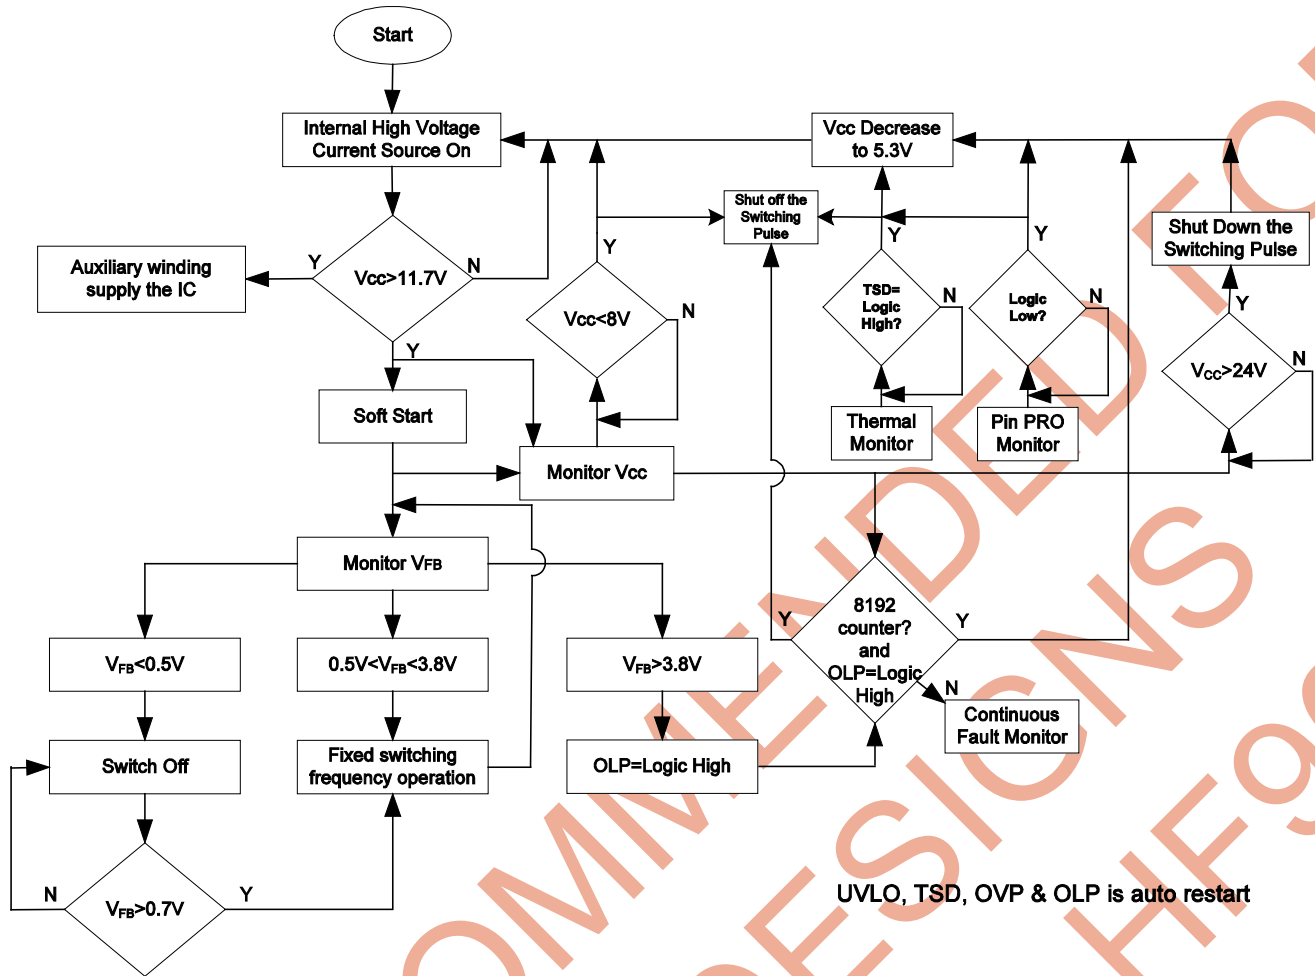 Start
Internal High Voltage
Current Source On
Vcc Decrease
to 5.3V
Shut off the
Switching
Pulse
Shut Down the
Switching Pulse
Auxiliary winding
supply the IC
Y
Vcc>11.7V
N
Y
Y
Vcc<8V
N
Y
TSD=
Logic
High?
N
Y
Logic
Low?
N
Y
VCC>24V
N
Soft Start
Thermal
Monitor
Pin PRO
Monitor
Monitor Vcc
Monitor VFB
Y
8192
counter?
and
OLP=Logic
High
Y
N
VFB<0.5V
0.5V<VFB<3.8V
VFB>3.8V
Continuous
Fault Monitor
Switch Off
Fixed switching
frequency operation
OLP=Logic High
N
VFB>0.7V
Y
UVLO, TSD, OVP & OLP is auto restart
OMMENDED FO
DESIGNS
HF9